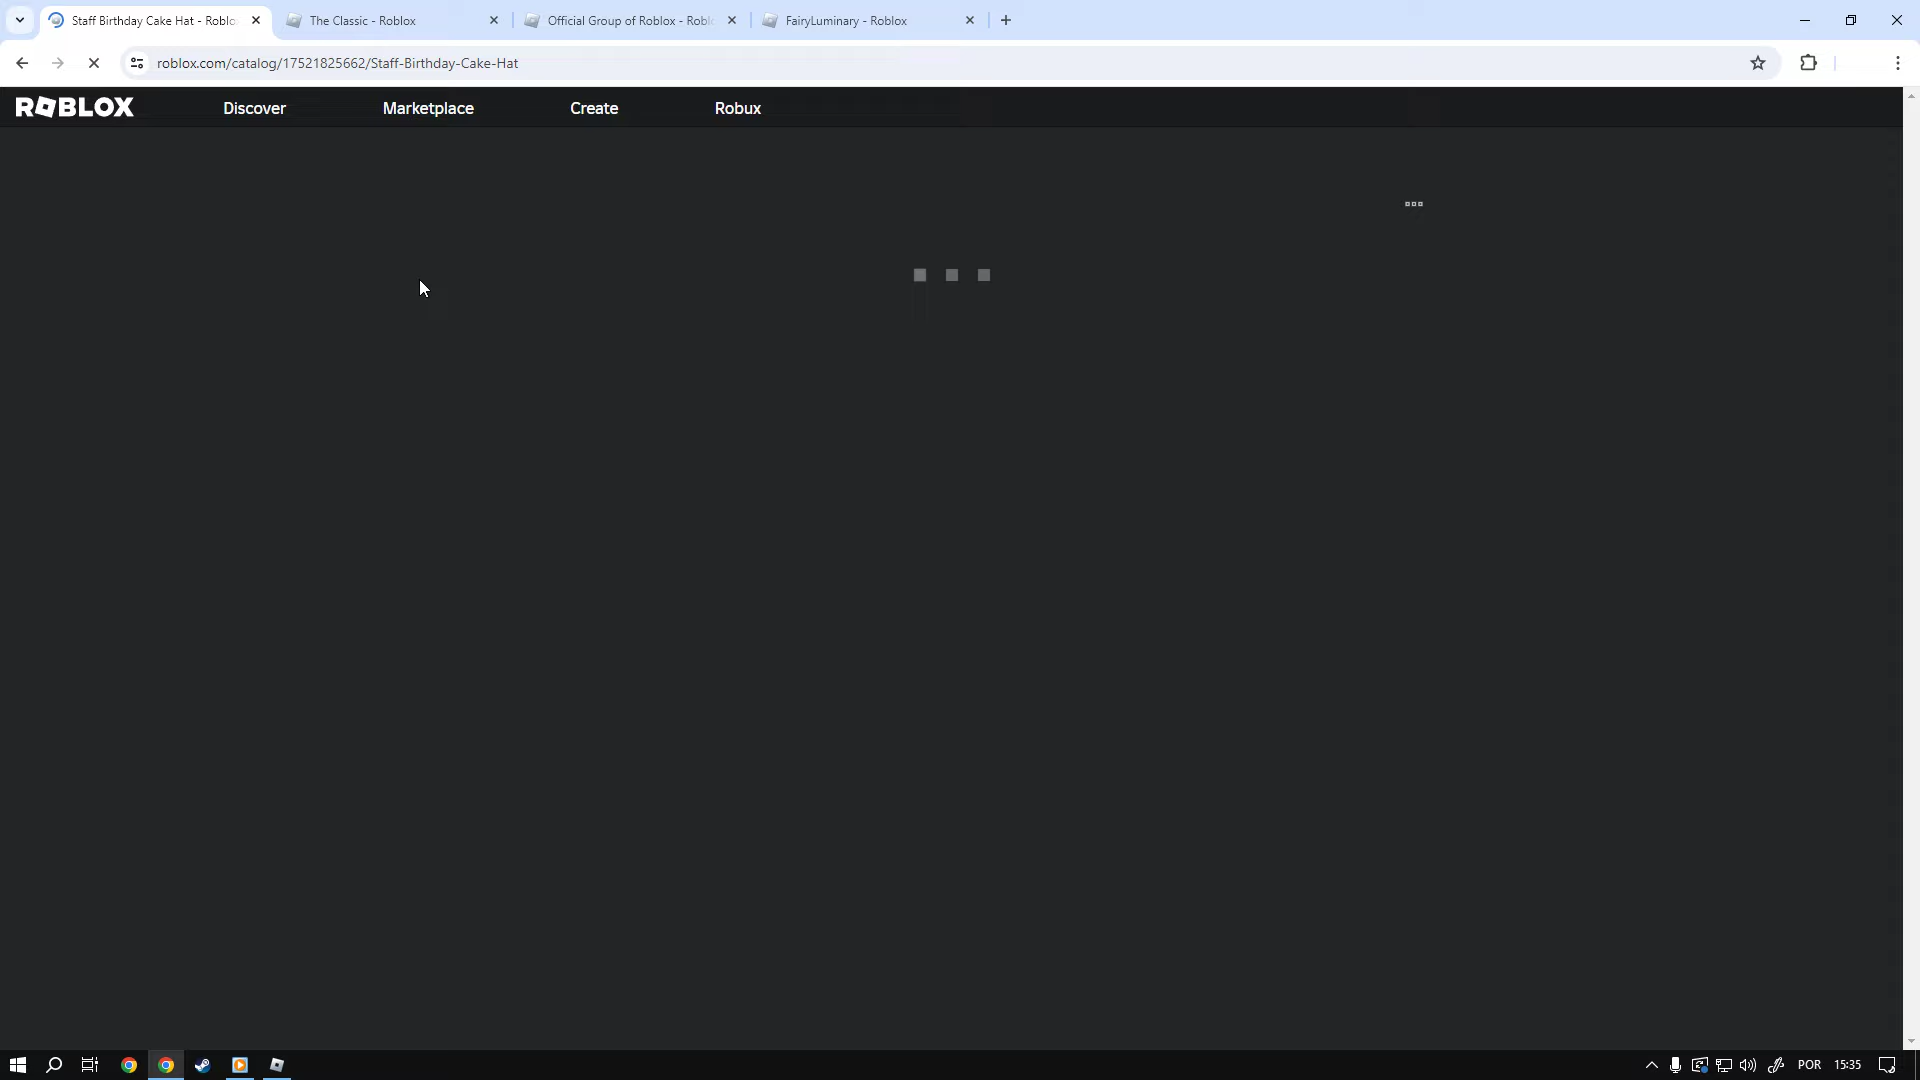 Staff Birthday Cake Hat - Roblo
The Classic - Roblox
Official Group of Roblox - Robl
FairyLuminary - Roblox
roblox.com/catalog/17521825662/Staff-Birthday-Cake-Hat
ROBLOX
Discover
Marketplace
Create
Robux
POR
15:35